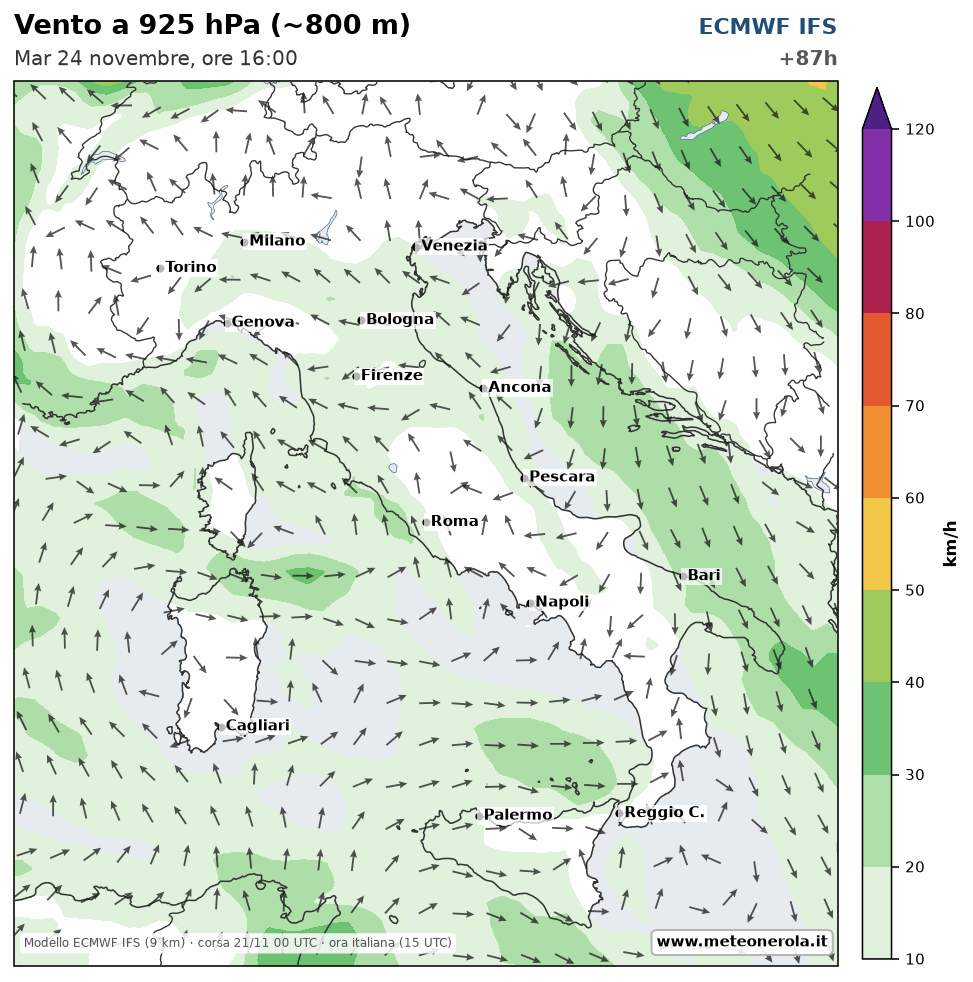 Vento a 925 hPa (~800 m)
ECMWF IFS
Mar 24 novembre, ore 16:00
+87h
Milano
Venezia
Torino
Genova
Bologna
Firenze
Ancona
Pescara
Roma
Bari
Napoli
Cagliari
Palermo
Reggio C.
120
100
80
70
60
50
40
30
20
10
km/h
Modello ECMWF IFS (9 km) · corsa 21/11 00 UTC · ora italiana (15 UTC)
www.meteonerola.it